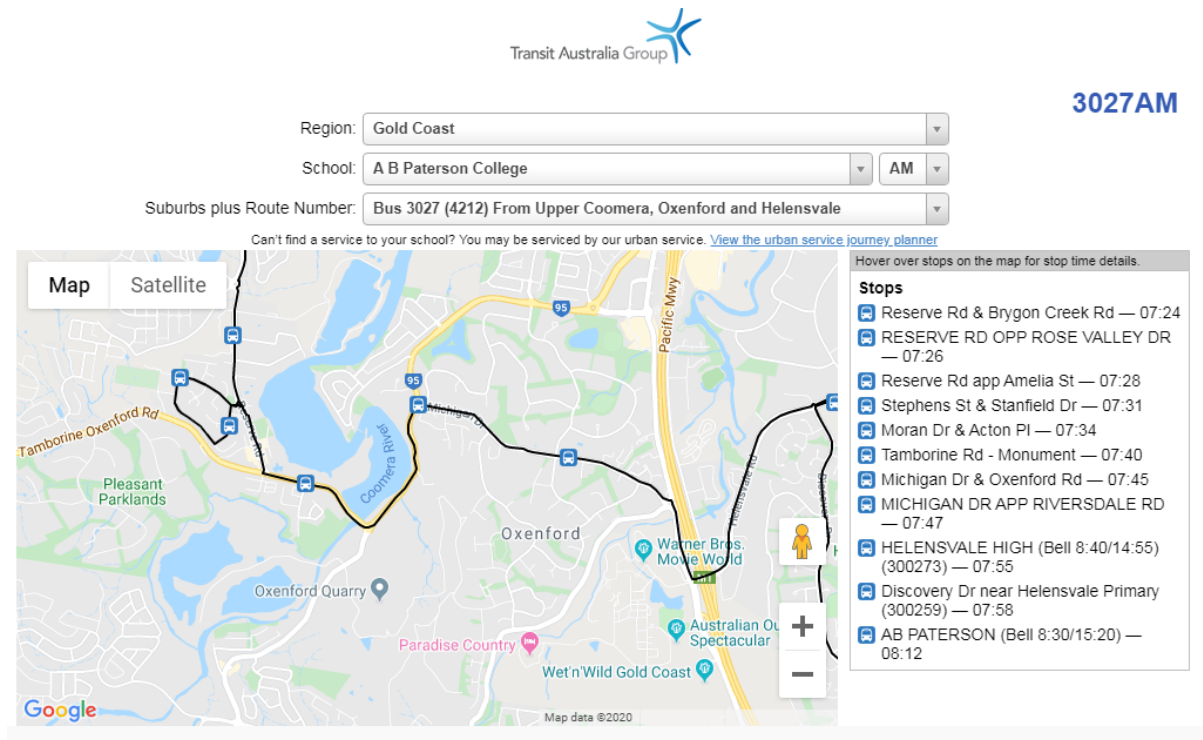 Transit Australia Group
3027AM
Region: Gold Coast
School: A B Paterson College AM
Suburbs plus Route Number: Bus 3027 (4212) From Upper Coomera, Oxenford and Helensvale
Can't find a service to your school? You may be serviced by our urban service. View the urban service journey planner
Map Satellite
95
Pacific Mwy
95
Michigan Dr
Tamborine Oxenford Rd
Reserve Rd
Coomera River
Pleasant
Parklands
Helensvale Rd
Oxenford
Warner Bros.
Movie World
M1
Oxenford Quarry
Paradise Country
Australian Ou
Spectacular
Wet'n'Wild Gold Coast
Google
Map data ©2020
Hover over stops on the map for stop time details.
Stops
Reserve Rd & Brygon Creek Rd — 07:24
RESERVE RD OPP ROSE VALLEY DR
— 07:26
Reserve Rd app Amelia St — 07:28
Stephens St & Stanfield Dr — 07:31
Moran Dr & Acton Pl — 07:34
Tamborine Rd - Monument — 07:40
Michigan Dr & Oxenford Rd — 07:45
MICHIGAN DR APP RIVERSDALE RD
— 07:47
HELENSVALE HIGH (Bell 8:40/14:55)
(300273) — 07:55
Discovery Dr near Helensvale Primary
(300259) — 07:58
AB PATERSON (Bell 8:30/15:20) —
08:12